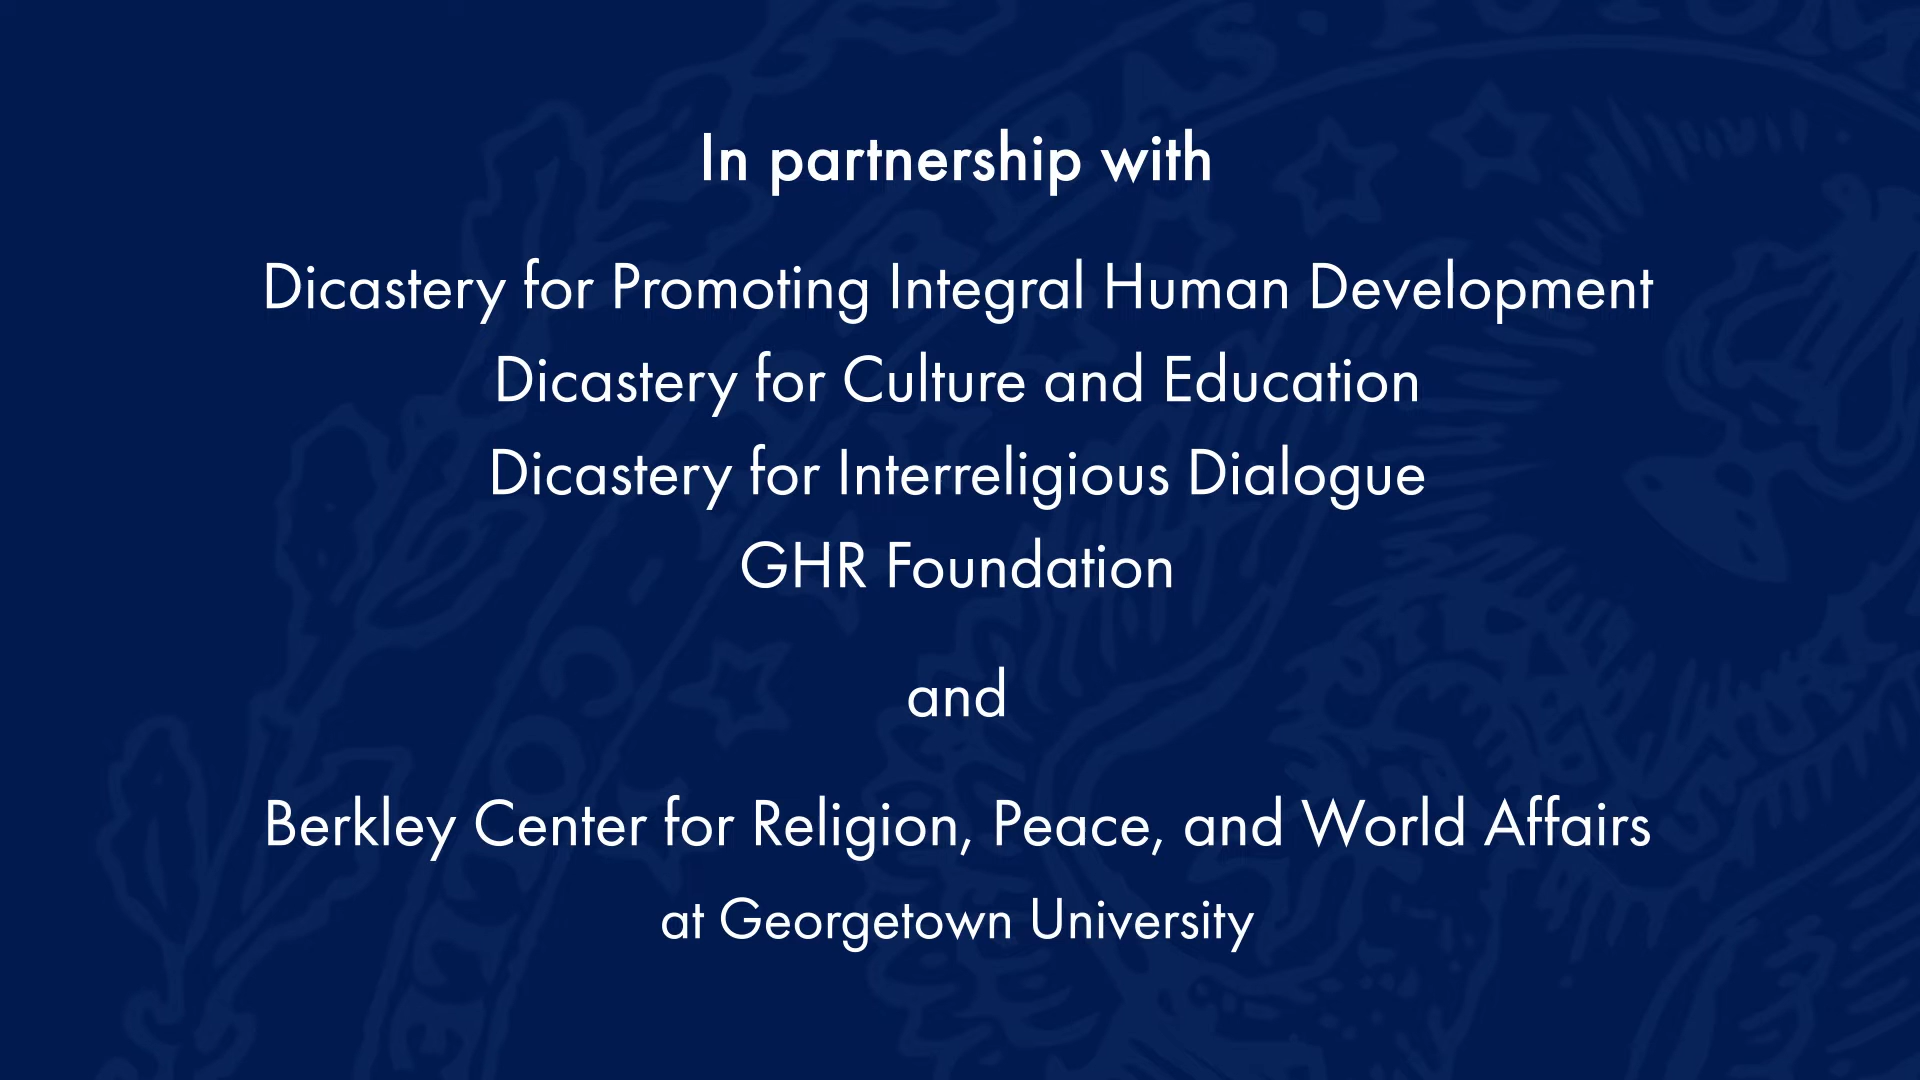 In partnership with
Dicastery for Promoting Integral Human Development
Dicastery for Culture and Education
Dicastery for Interreligious Dialogue
GHR Foundation
and
Berkley Center for Religion, Peace, and World Affairs
at Georgetown University